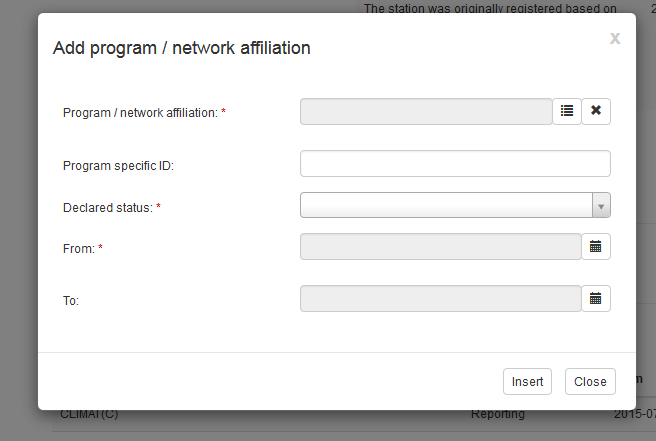 The station was originally registered based on
Add program / network affiliation
x
Program / network affiliation: *
Program specific ID:
Declared status: *
From: *
To:
Insert
Close
CLIMAT(C)
Reporting
2015-07